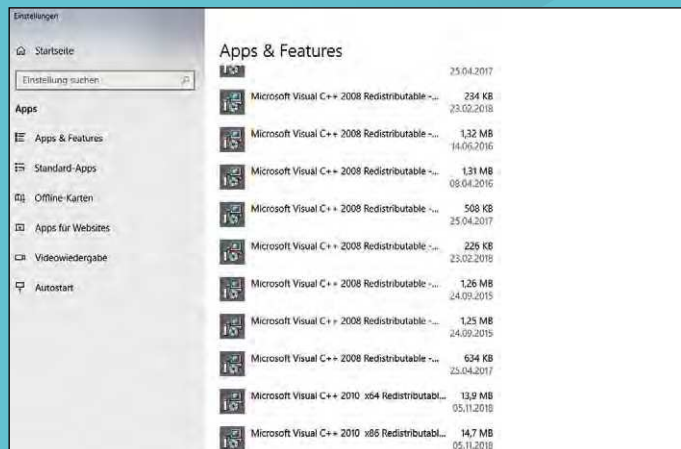 Einstellungen
Startseite
Einstellung suchen
Apps
Apps & Features
Standard-Apps
Offline-Karten
Apps für Websites
Videowiedergabe
Autostart
Apps & Features
25.04.2017
Microsoft Visual C++ 2008 Redistributable -... 234 KB
23.02.2018
Microsoft Visual C++ 2008 Redistributable -... 1,32 MB
14.06.2016
Microsoft Visual C++ 2008 Redistributable -... 1,31 MB
08.04.2016
Microsoft Visual C++ 2008 Redistributable -... 508 KB
25.04.2017
Microsoft Visual C++ 2008 Redistributable -... 226 KB
23.02.2018
Microsoft Visual C++ 2008 Redistributable -... 1,26 MB
24.09.2015
Microsoft Visual C++ 2008 Redistributable -... 1,25 MB
24.09.2015
Microsoft Visual C++ 2008 Redistributable -... 634 KB
25.04.2017
Microsoft Visual C++ 2010 x64 Redistributabl... 13,9 MB
05.11.2018
Microsoft Visual C++ 2010 x86 Redistributabl... 14,7 MB
05.11.2018